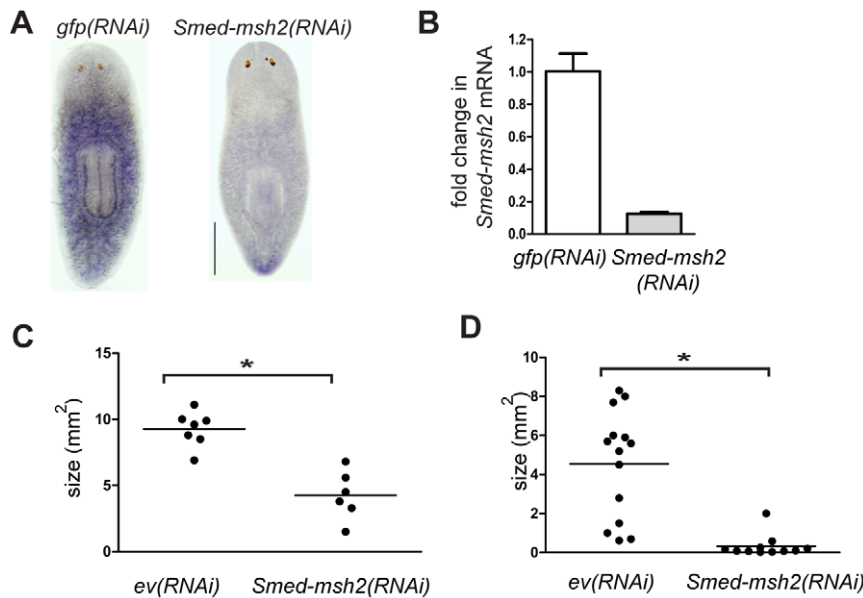 A
gfp(RNAi) Smed-msh2(RNAi)
B
fold change in
Smed-msh2 mRNA
1.2
1.0
0.8
0.6
0.4
0.2
0.0
gfp(RNAi) Smed-msh2
(RNAi)
C
size (mm2)
15
10
5
0
*
ev(RNAi) Smed-msh2(RNAi)
D
size (mm2)
10
8
6
4
2
0
*
ev(RNAi) Smed-msh2(RNAi)